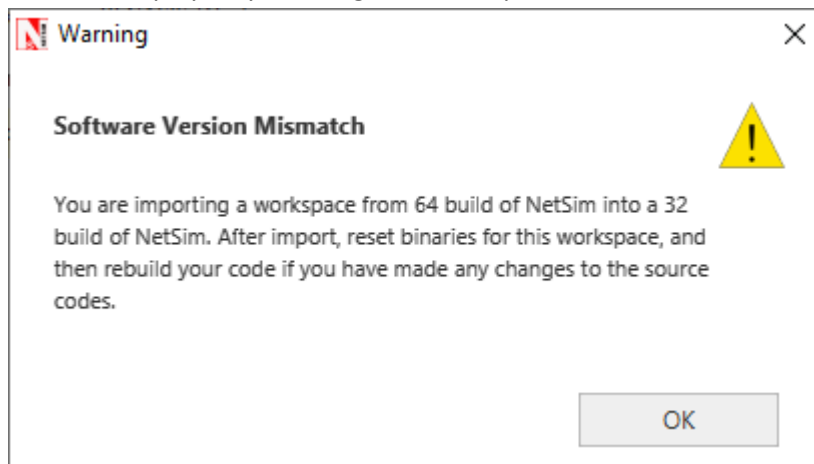 Warning
Software Version Mismatch
You are importing a workspace from 64 build of NetSim into a 32
build of NetSim. After import, reset binaries for this workspace, and
then rebuild your code if you have made any changes to the source
codes.
OK